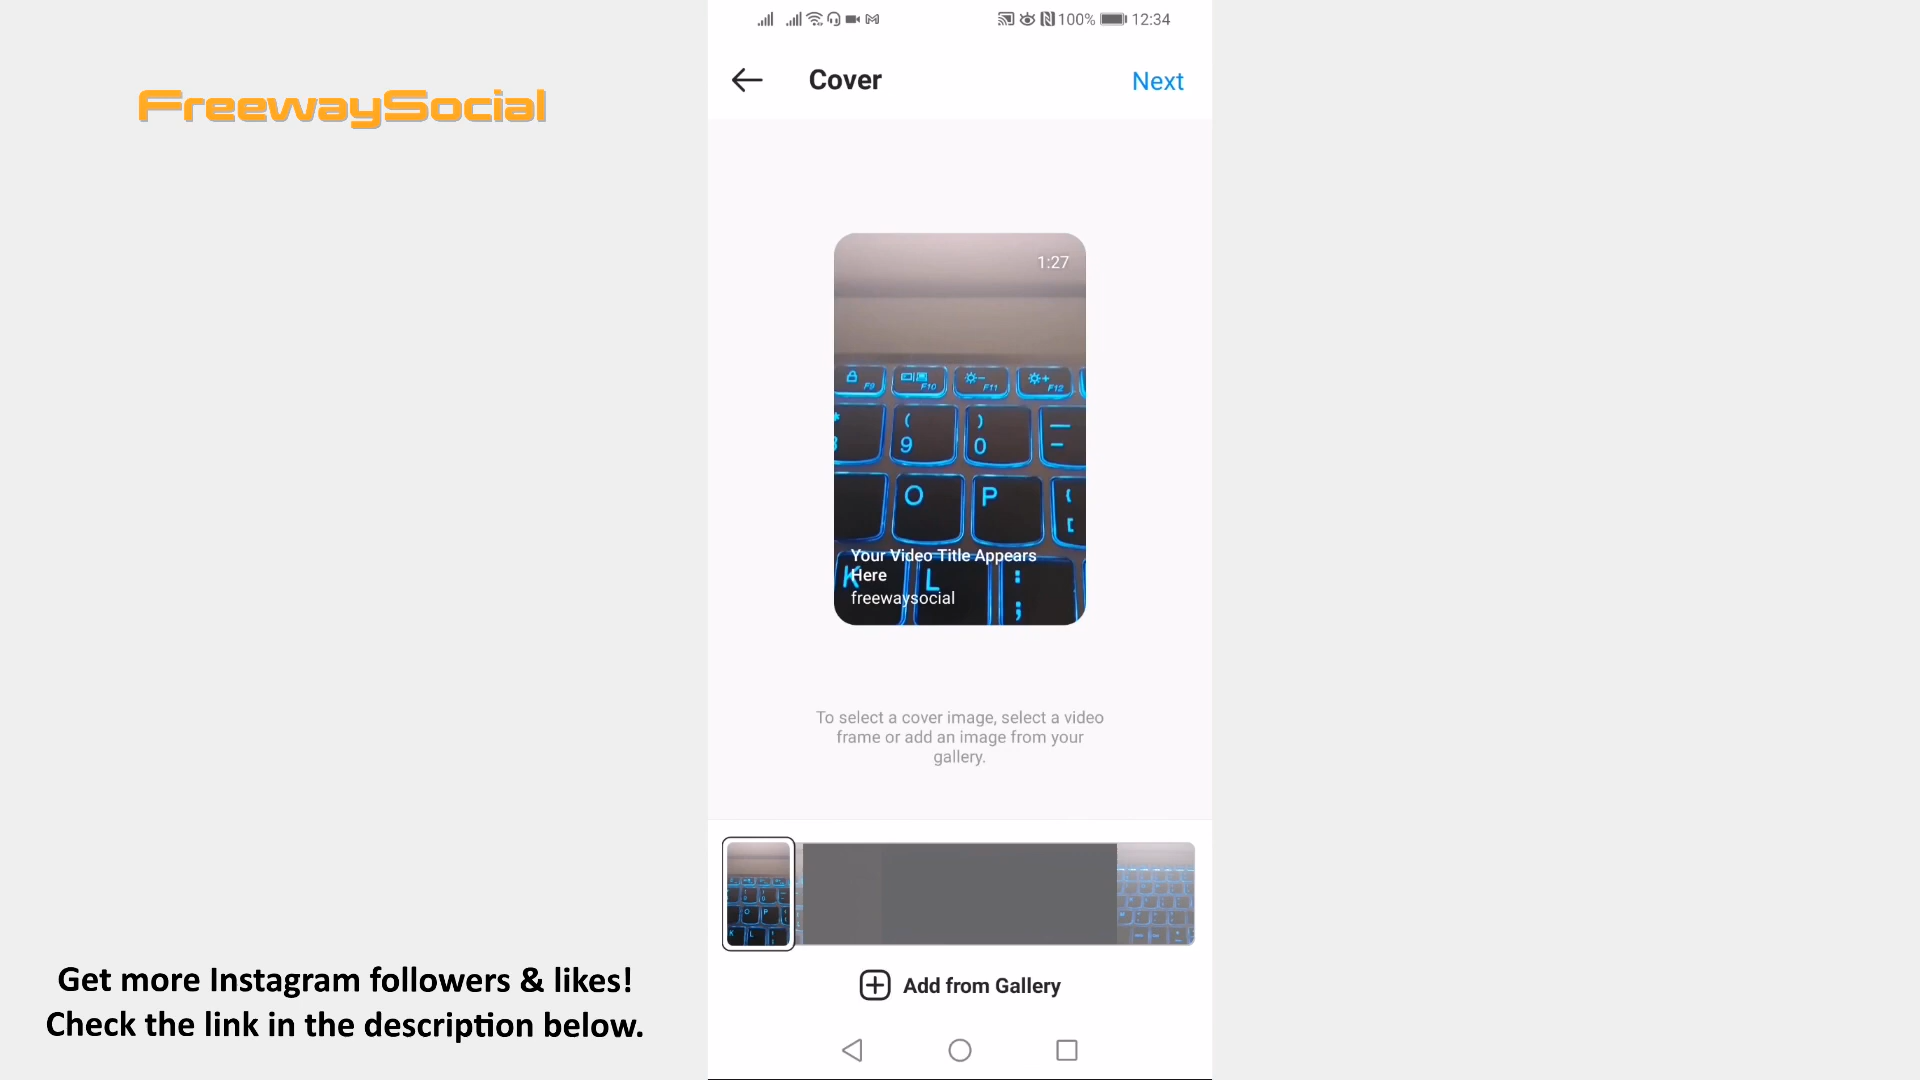 100% 12:34
Cover
Next
FreewaySocial
1:27
F9 F10 F11 F12
( )
9 0
O P
Your Video Title Appears
Here
K L : ;
freewaysocial
To select a cover image, select a video
frame or add an image from your
gallery.
Add from Gallery
Get more Instagram followers & likes!
Check the link in the description below.